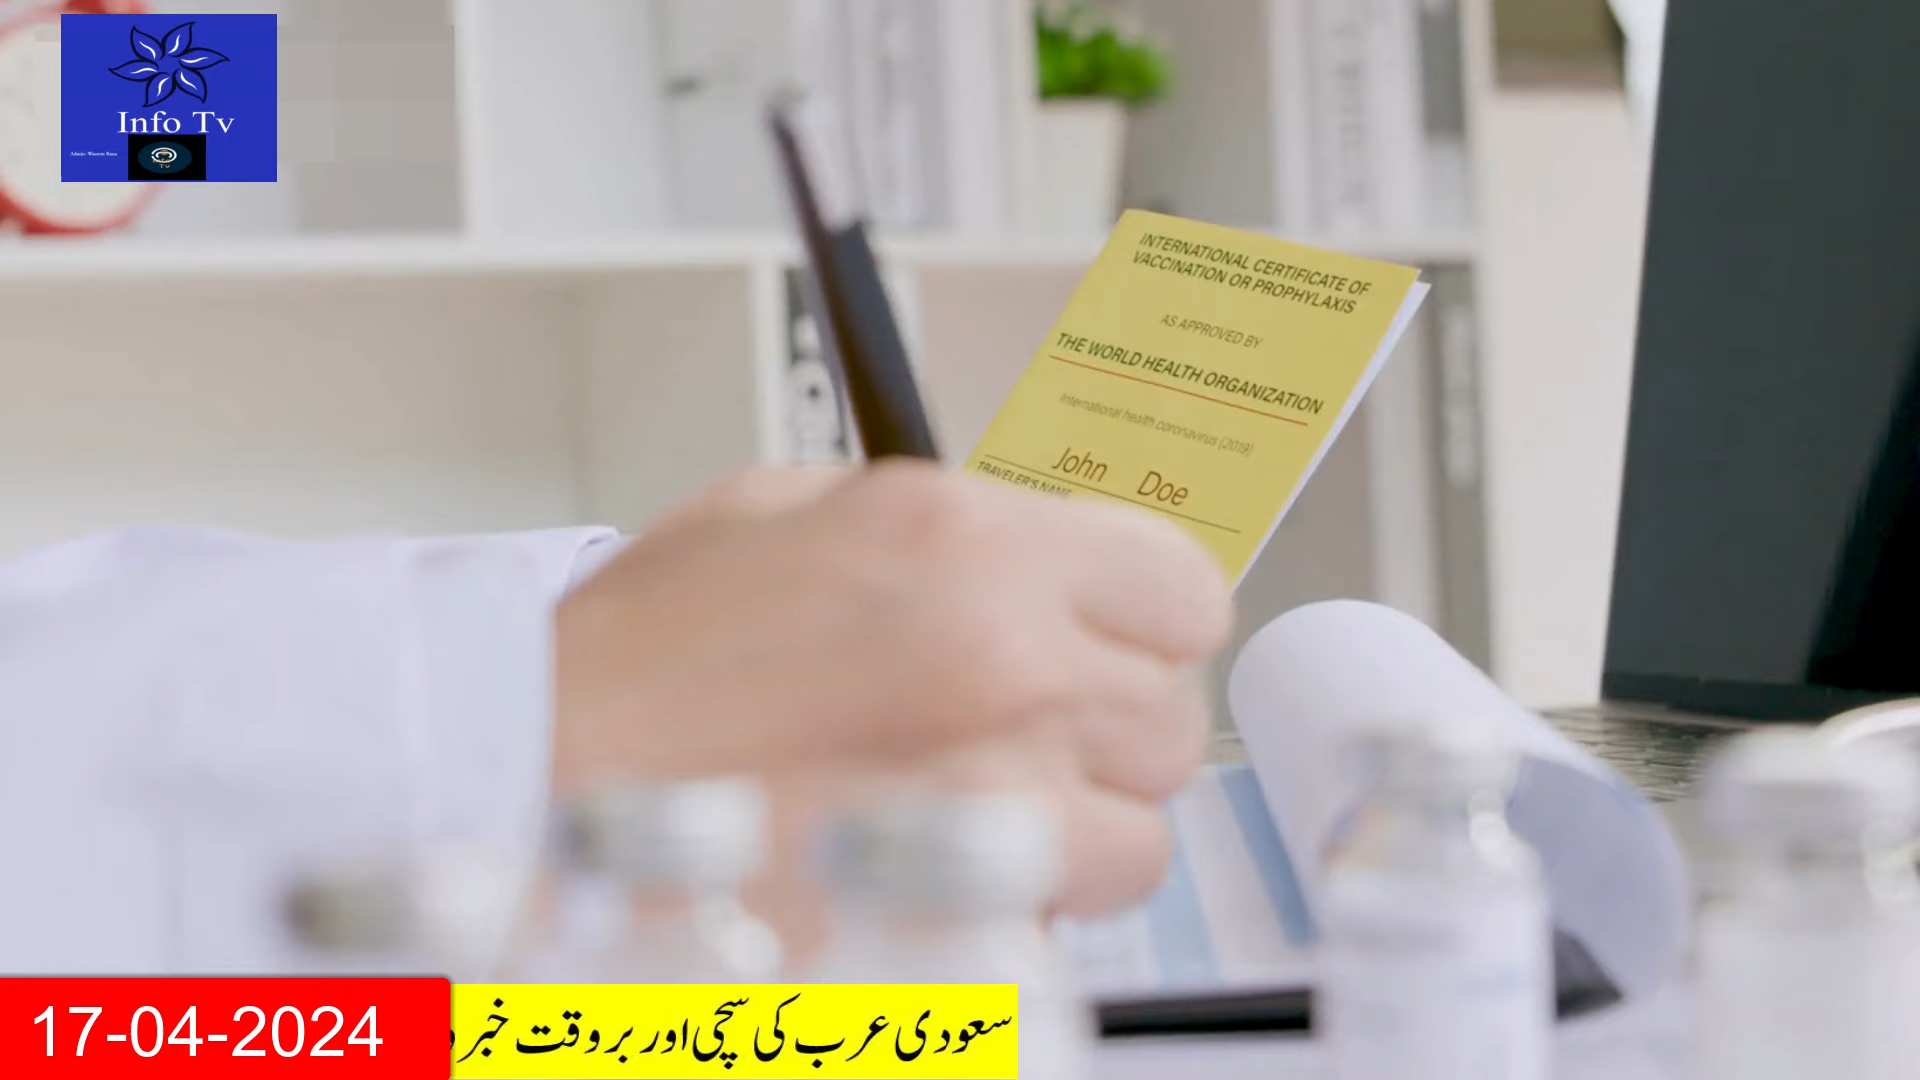 Info Tv
INTERNATIONAL CERTIFICATE OF
VACCINATION OR PROPHYLAXIS
AS APPROVED BY
THE WORLD HEALTH ORGANIZATION
International health coronavirus (2019)
John Doe
TRAVELER'S NAME
17-04-2024
سعودی عرب کی سچی اور بروقت خبر